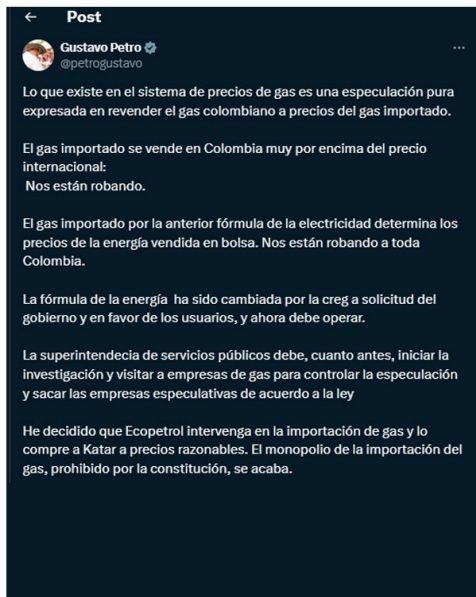 Post
Gustavo Petro
@petrogustavo
Lo que existe en el sistema de precios de gas es una especulación pura
expresada en revender el gas colombiano a precios del gas importado.
El gas importado se vende en Colombia muy por encima del precio
internacional:
Nos están robando.
El gas importado por la anterior fórmula de la electricidad determina los
precios de la energía vendida en bolsa. Nos están robando a toda
Colombia.
La fórmula de la energía ha sido cambiada por la creg a solicitud del
gobierno y en favor de los usuarios, y ahora debe operar.
La superintendecia de servicios públicos debe, cuanto antes, iniciar la
investigación y visitar a empresas de gas para controlar la especulación
y sacar las empresas especulativas de acuerdo a la ley
He decidido que Ecopetrol intervenga en la importación de gas y lo
compre a Katar a precios razonables. El monopolio de la importación del
gas, prohibido por la constitución, se acaba.